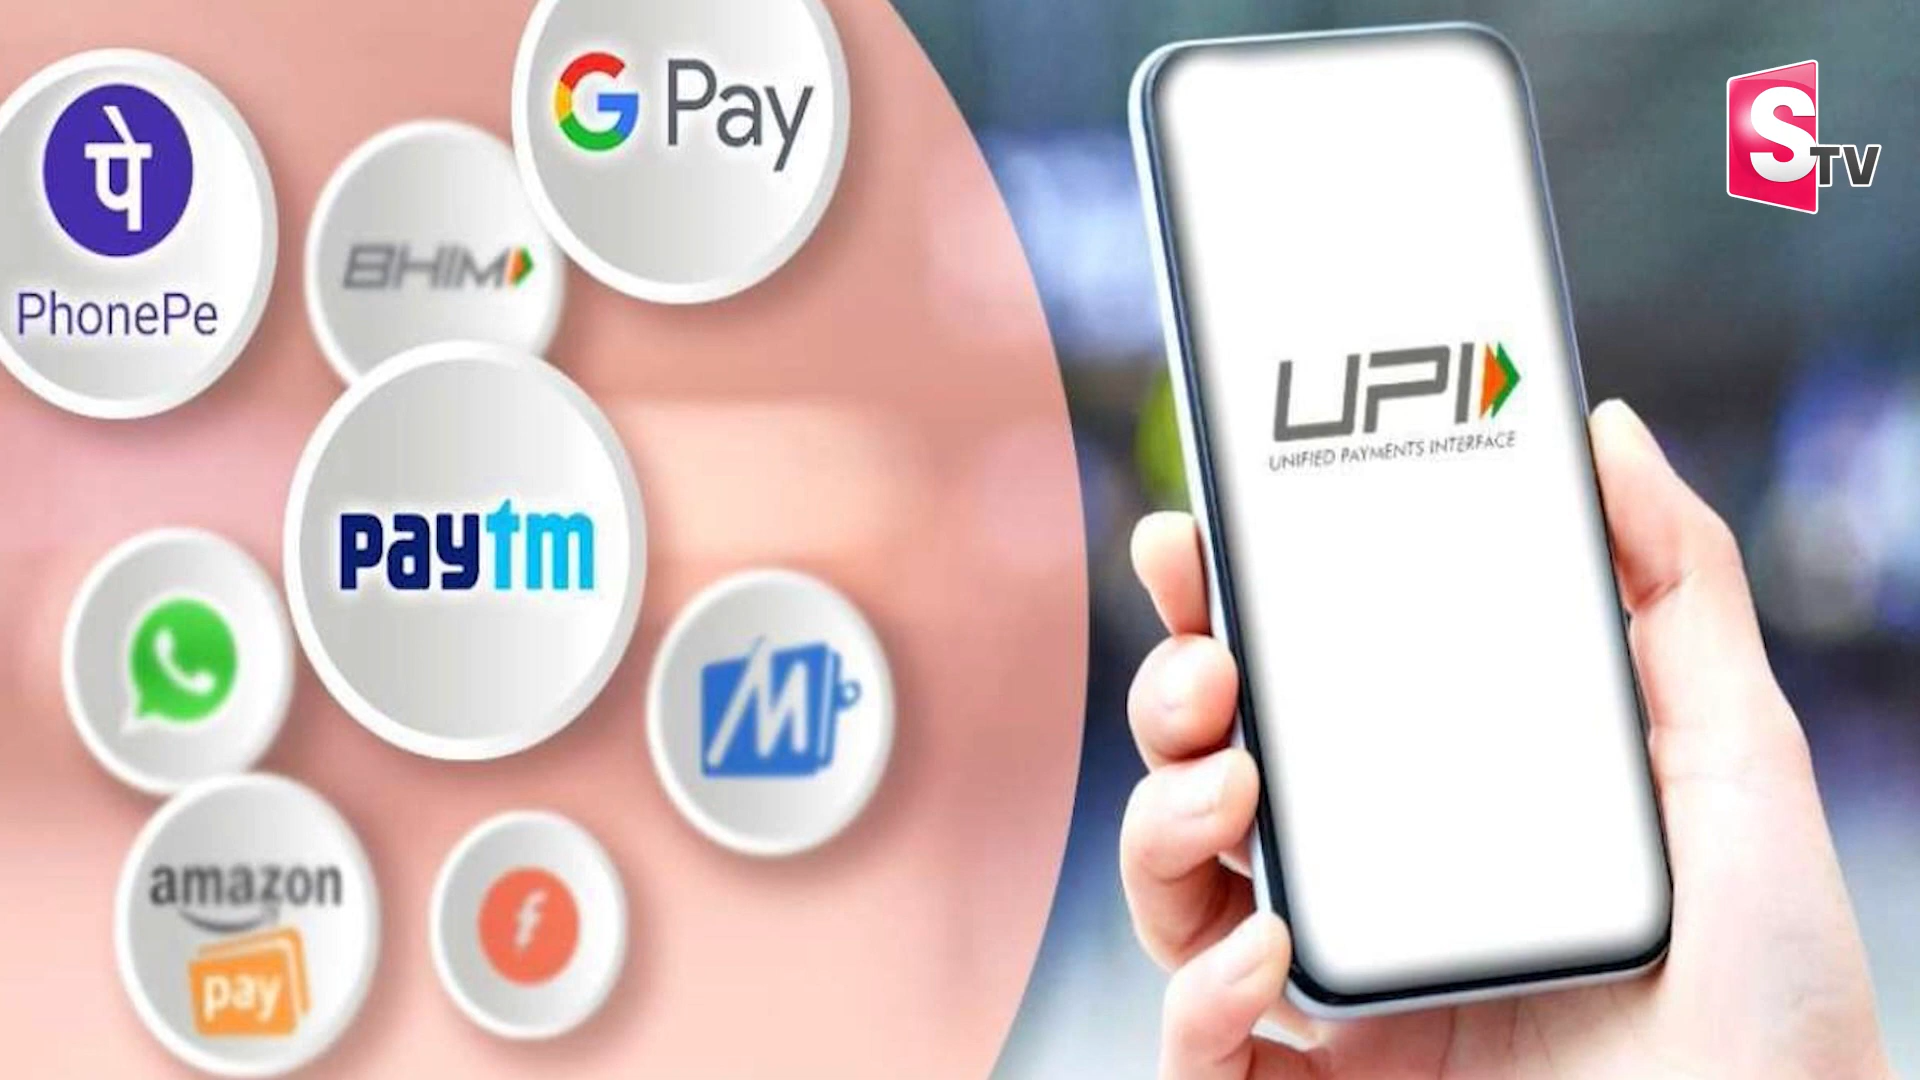 पे
PhonePe
BHIM
G Pay
paytm
M
amazon
pay
f
UPI
UNIFIED PAYMENTS INTERFACE
S TV